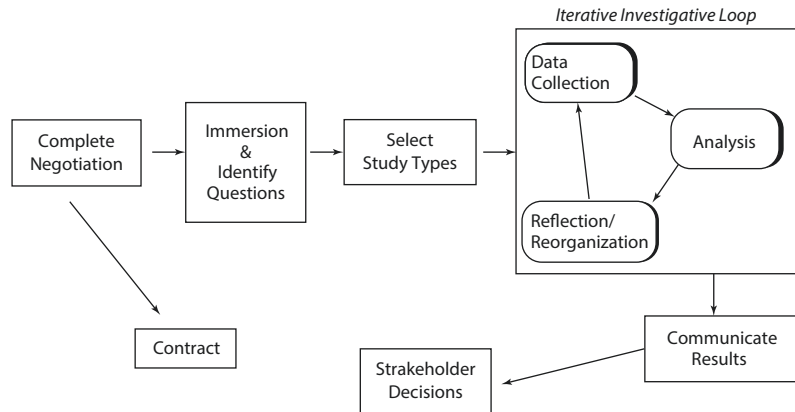 Iterative Investigative Loop
Data
Collection
Analysis
Reflection/
Reorganization
Complete
Negotiation
Immersion
&
Identify
Questions
Select
Study Types
Contract
Communicate
Results
Strakeholder
Decisions